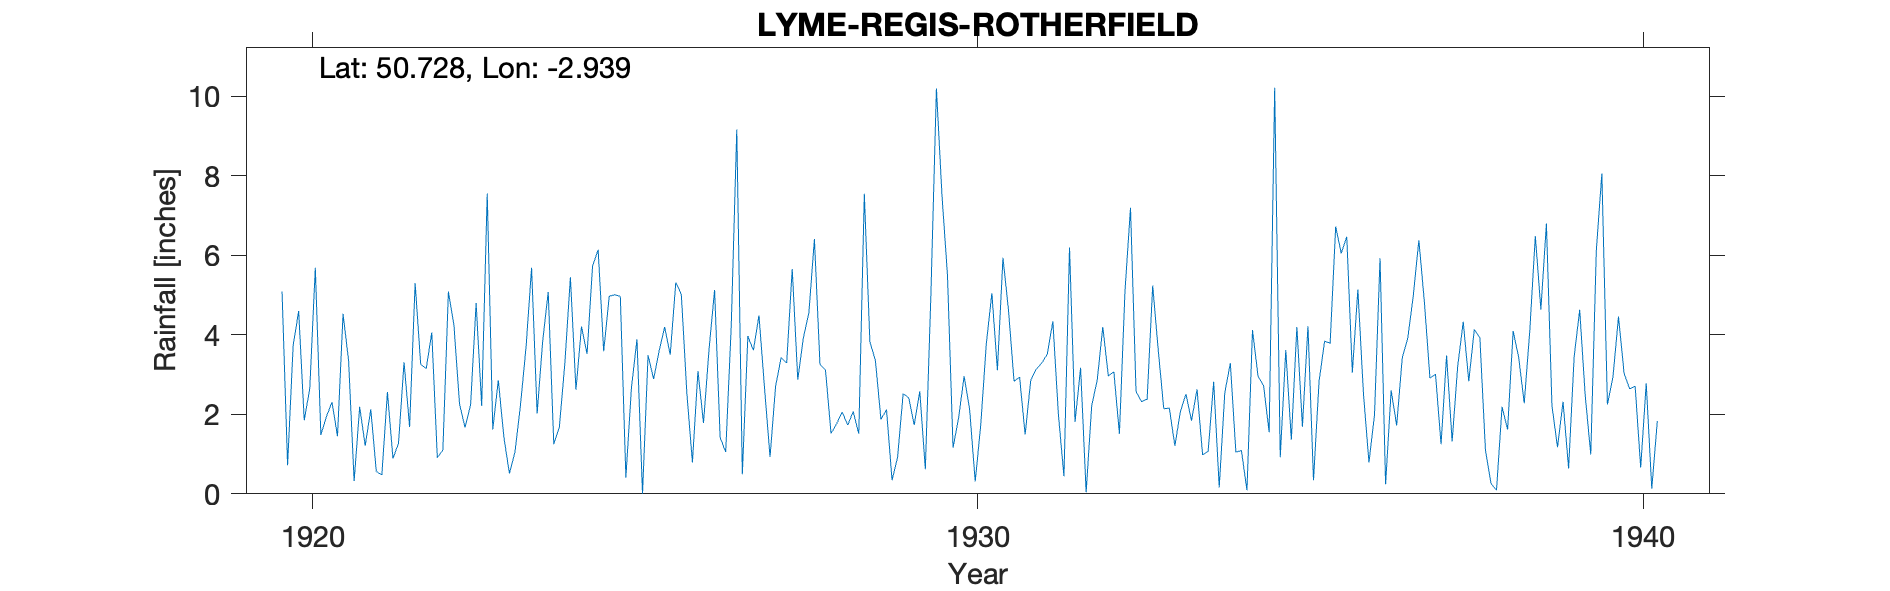 LYME-REGIS-ROTHERFIELD
Lat: 50.728, Lon: -2.939
10
8
6
4
2
0
Rainfall [inches]
1920 1930 1940
Year